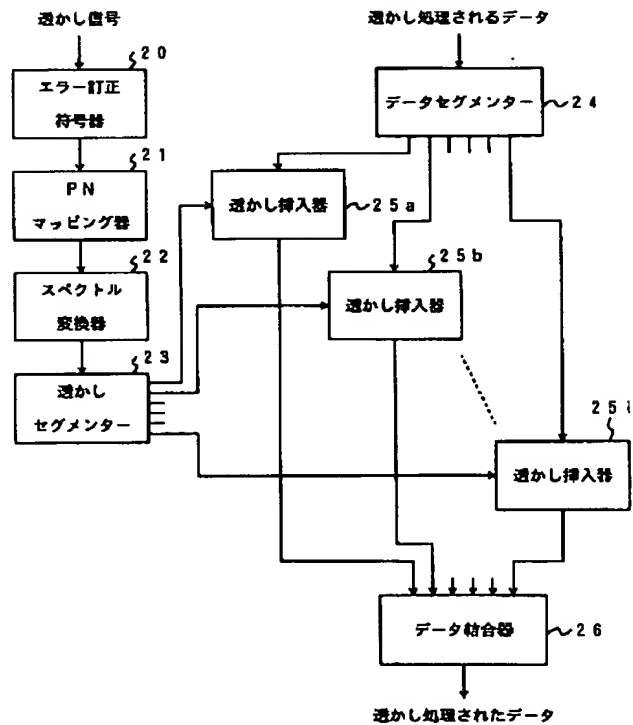 透かし信号
20
エラー訂正
符号器
21
PN
マッピング器
22
スペクトル
変換器
23
透かし
セグメンター
透かし処理されるデータ
データセグメンター
24
透かし挿入器
25a
25b
透かし挿入器
25ℓ
透かし挿入器
データ結合器
26
透かし処理されたデータ